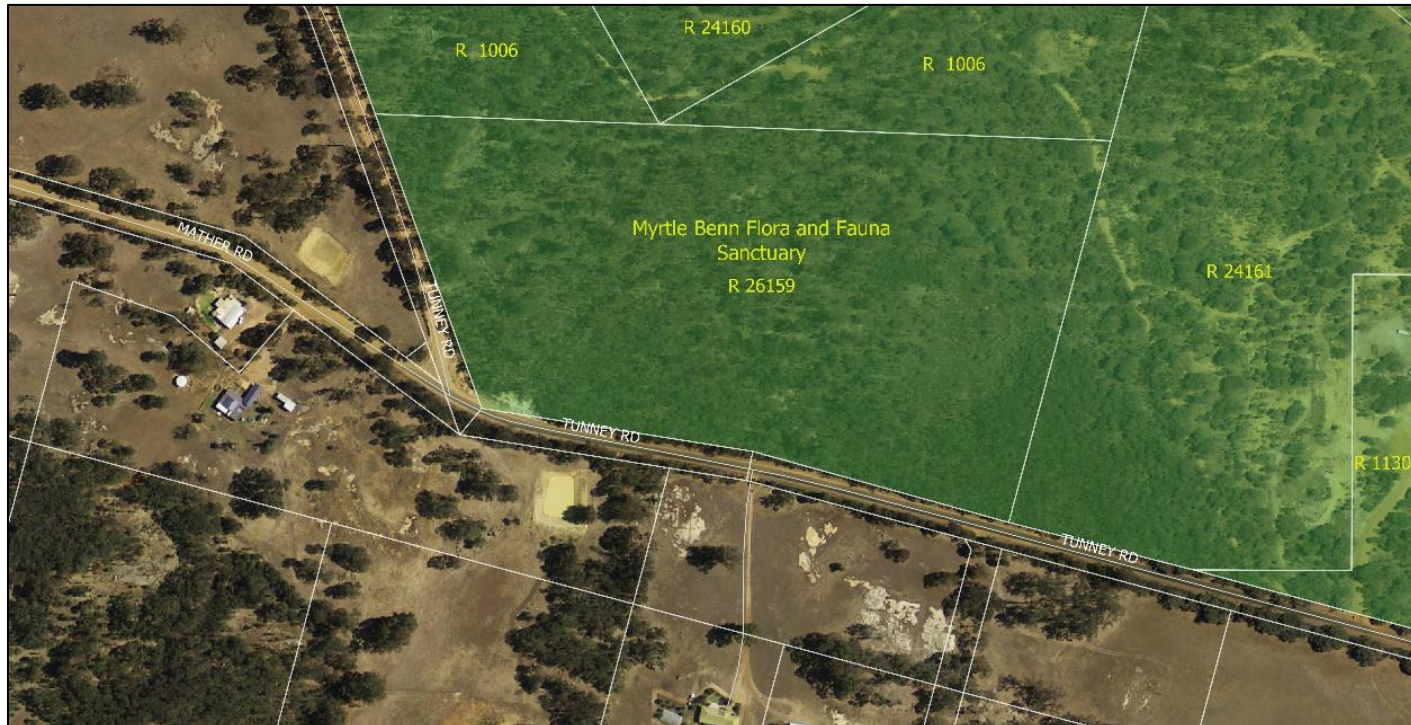 R 24160
R 1006
R 1006
Myrtle Benn Flora and Fauna
Sanctuary
R 26159
R 24161
MATHER RD
TUNNEY RD
TUNNEY RD
R 1130
TUNNEY RD